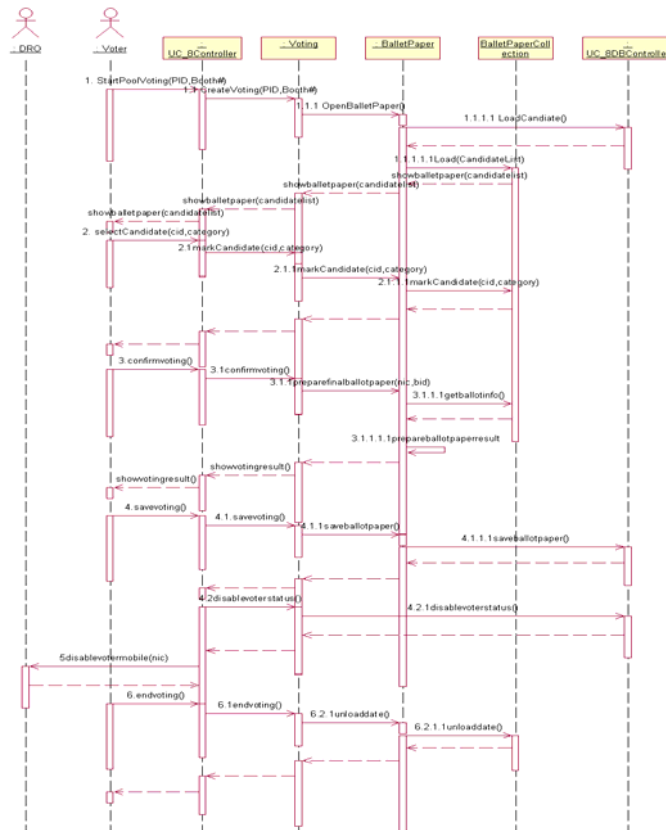 : DRO
: Voter
:
UC_8Controller
: Voting
: BalletPaper
BalletPaperColl
ection
:
UC_8DBController
1. StartPoolVoting(PID,Booth#)
CreateVoting(PID,Booth#)
1.1.1 OpenBalletPaper()
1.1.1.1 LoadCandiate()
1.1.1.1.1Load(CandidateList)
showballetpaper(candidatelist)
showballetpaper(candidatelist)
showballetpaper(candidatelist)
showballetpaper(candidatelist)
2. selectCandidate(cid,category)
2.1markCandidate(cid,category)
2.1.1markCandidate(cid,category)
2.1.1.1markCandidate(cid,category)
3.confirmvoting()
3.1confirmvoting()
3.1.1preparefinalballotpaper(nic,bid)
3.1.1.1getballotinfo()
3.1.1.1.1prepareballotpaperresult
showvotingresult()
showvotingresult()
4.savevoting()
4.1.savevoting()
4.1.1saveballotpaper()
4.1.1.1saveballotpaper()
4.2disablevoterstatus()
4.2.1disablevoterstatus()
5disablevotermobile(nic)
6.endvoting()
6.1endvoting()
6.2.1unloaddate()
6.2.1.1unloaddate()